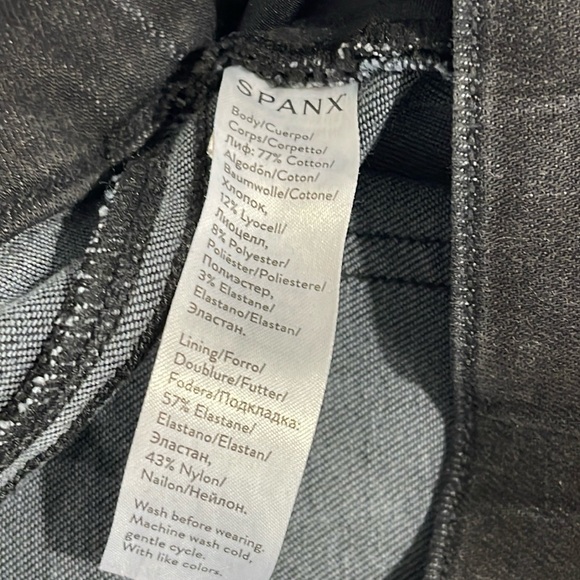 SPANX
Body/Cuerpo/
Corps/Corpetto/
Лиф: 77% Cotton/
Algodón/Coton/
Baumwolle/Cotone/
Хлопок,
12% Lyocell/
Лиоцелл,
8% Polyester/
Poliéster/Poliestere/
Полиэстер,
3% Elastane/
Elastano/Elastan/
Эластан.
Lining/Forro/
Doublure/Futter/
Fodera/Подкладка:
57% Elastane/
Elastano/Elastan/
Эластан,
43% Nylon/
Nailon/Нейлон.
Wash before wearing.
Machine wash cold,
gentle cycle.
With like colors.